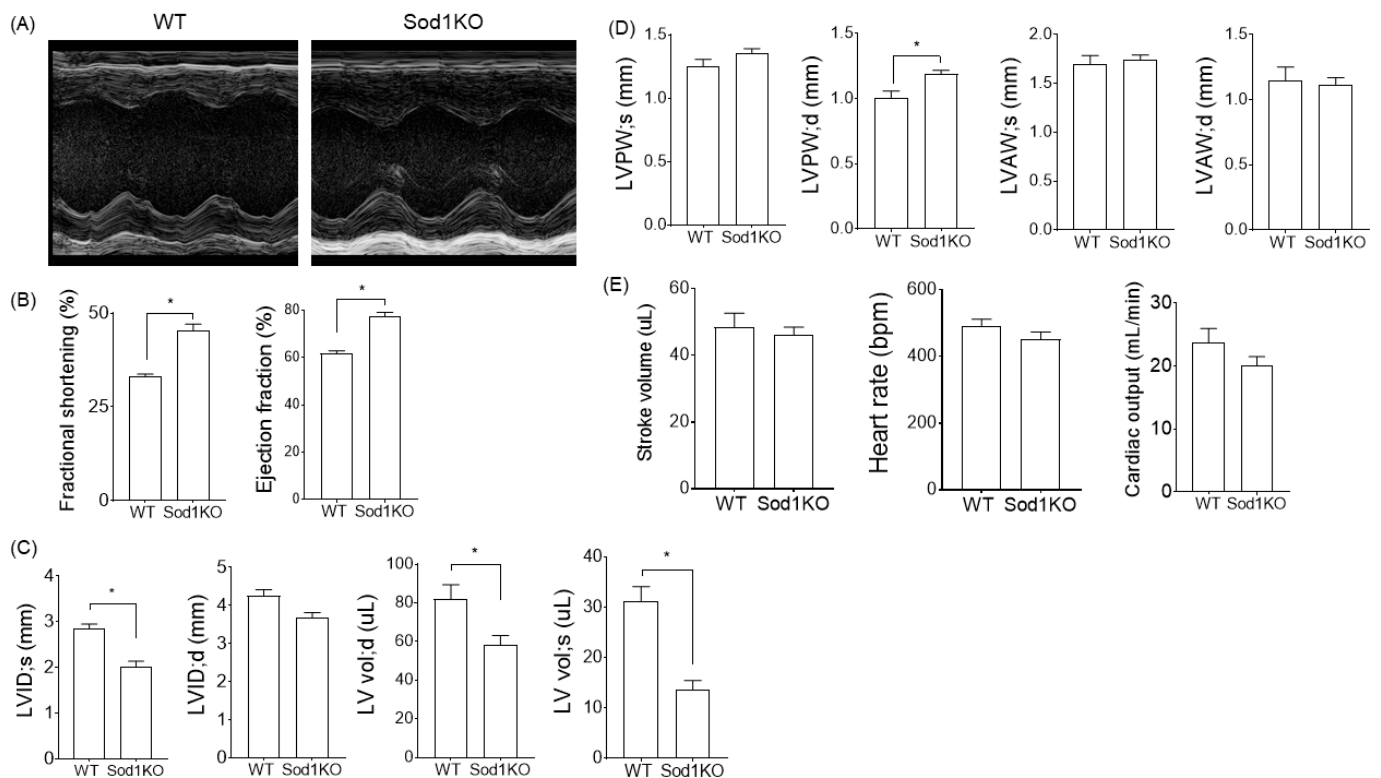 (A)
WT
Sod1KO
(B)
Fractional shortening (%)
50
25
0
*
WT Sod1KO
Ejection fraction (%)
80
60
40
20
0
*
WT Sod1KO
(C)
LVID;s (mm)
4
3
2
1
0
*
WT Sod1KO
LVID;d (mm)
5
4
3
2
1
0
WT Sod1KO
LV vol;d (uL)
100
80
60
40
20
0
*
WT Sod1KO
LV vol;s (uL)
40
30
20
10
0
*
WT Sod1KO
(D)
LVPW;s (mm)
1.5
1.0
0.5
0.0
WT Sod1KO
LVPW;d (mm)
1.5
1.0
0.5
0.0
*
WT Sod1KO
LVAW;s (mm)
2.0
1.5
1.0
0.5
0.0
WT Sod1KO
LVAW;d (mm)
1.5
1.0
0.5
0.0
WT Sod1KO
(E)
Stroke volume (uL)
60
40
20
0
WT Sod1KO
Heart rate (bpm)
600
400
200
0
WT Sod1KO
Cardiac output (mL/min)
30
20
10
0
WT Sod1KO